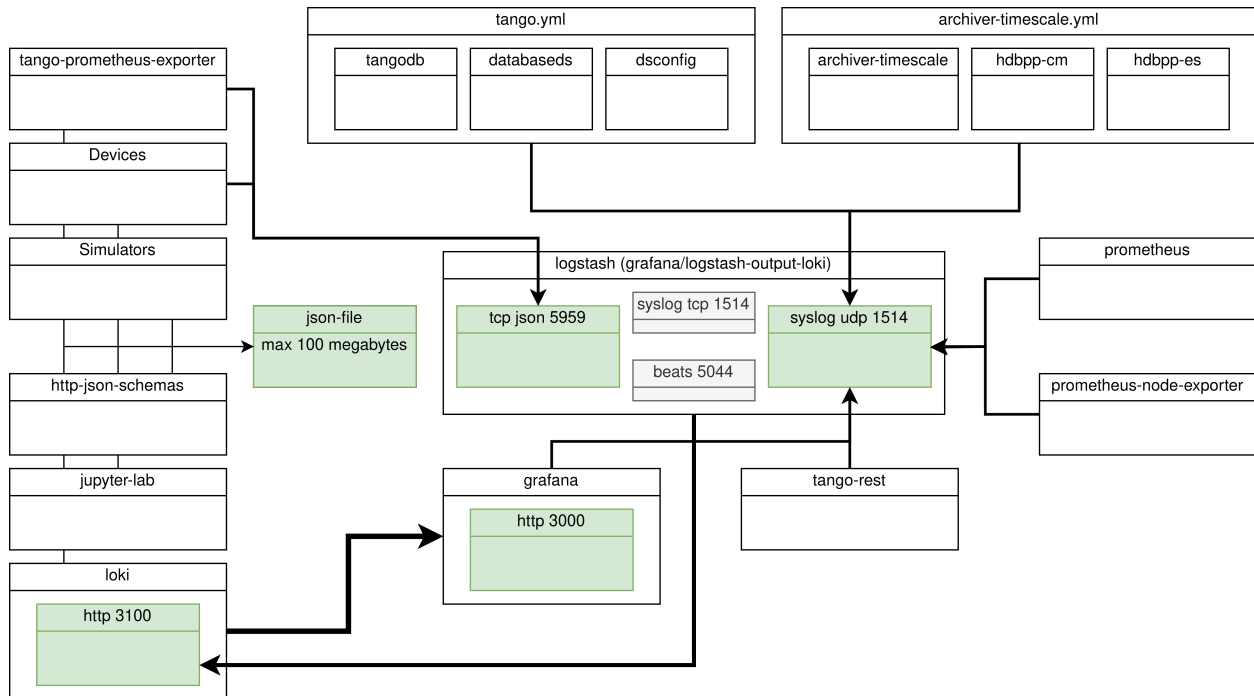 tango.yml
archiver-timescale.yml
tango-prometheus-exporter
tangodb
databaseds
dsconfig
archiver-timescale
hdbpp-cm
hdbpp-es
Devices
Simulators
logstash (grafana/logstash-output-loki)
prometheus
json-file
max 100 megabytes
tcp json 5959
syslog tcp 1514
syslog udp 1514
beats 5044
http-json-schemas
prometheus-node-exporter
jupyter-lab
grafana
tango-rest
http 3000
loki
http 3100